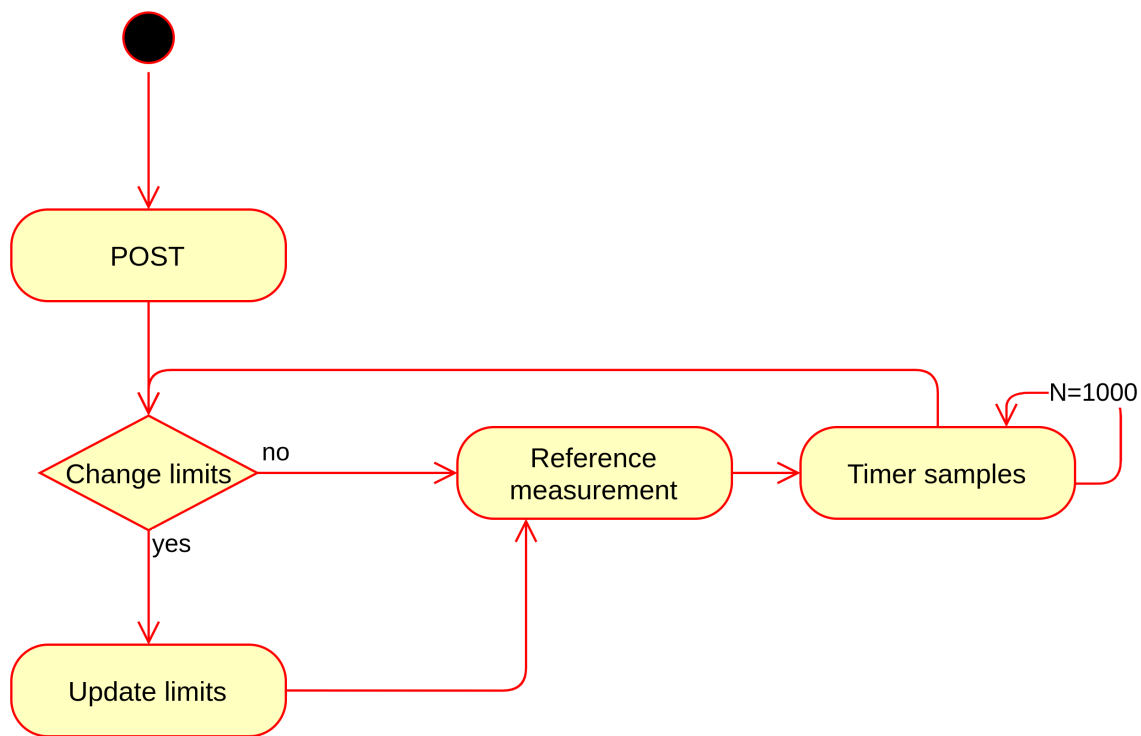 POST
N=1000
Change limits
no
Reference
measurement
Timer samples
yes
Update limits